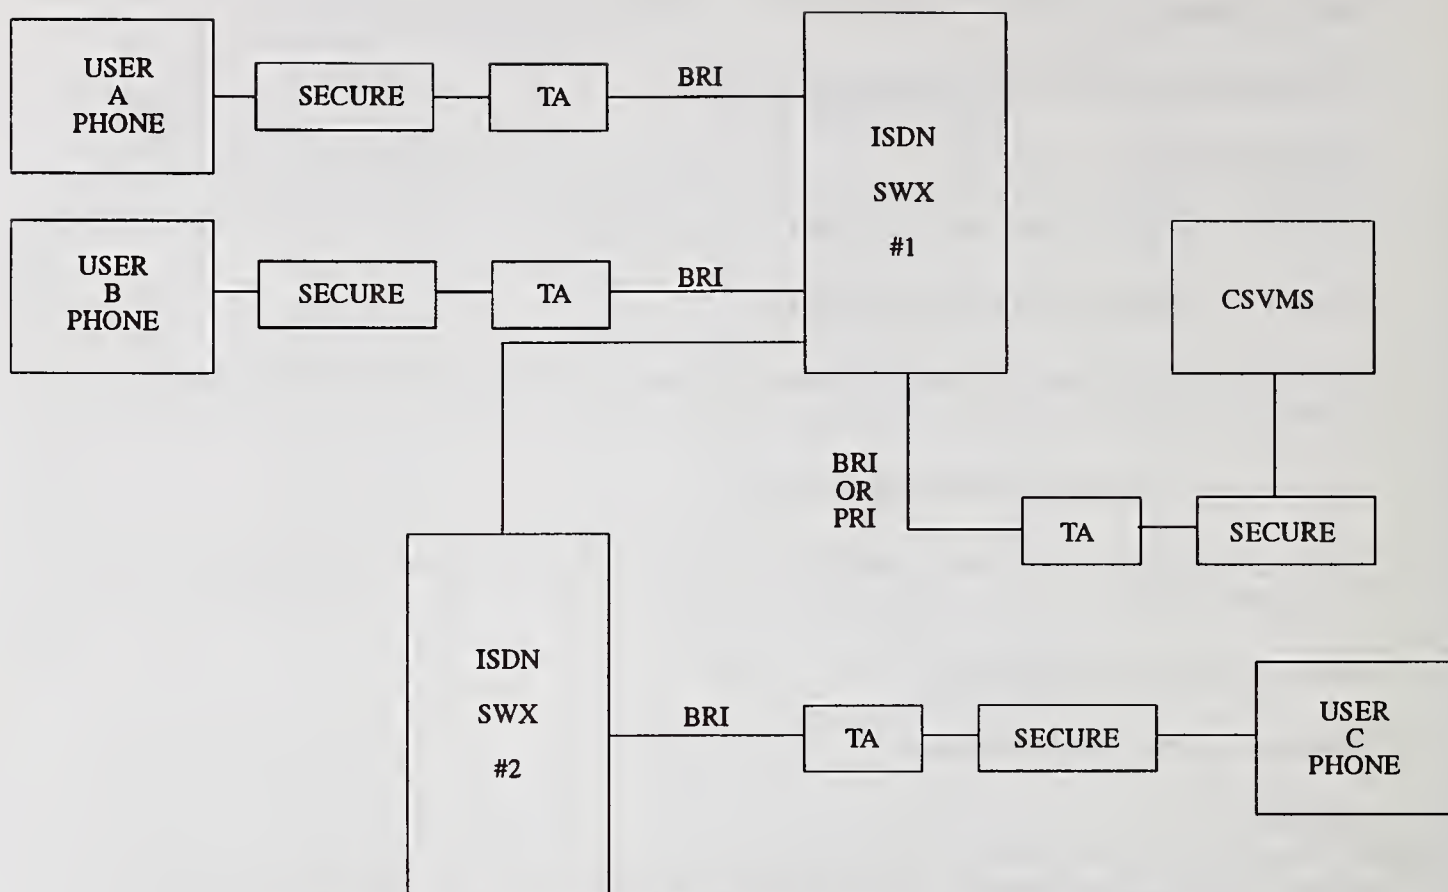 USER
A
PHONE
SECURE
TA
BRI
ISDN
SWX
#1
USER
B
PHONE
SECURE
TA
BRI
CSVMS
BRI
OR
PRI
TA
SECURE
ISDN
SWX
#2
BRI
TA
SECURE
USER
C
PHONE